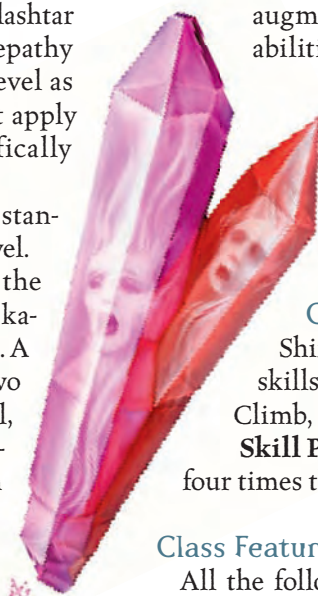 lashtar
epathy
evel as
t apply
fically
stan-
vel.
the
ka-
. A
vo
l,
-
augm
abiliti
Shi
skills
Climb,
Skill P
four times t
Class Featur
All the follo